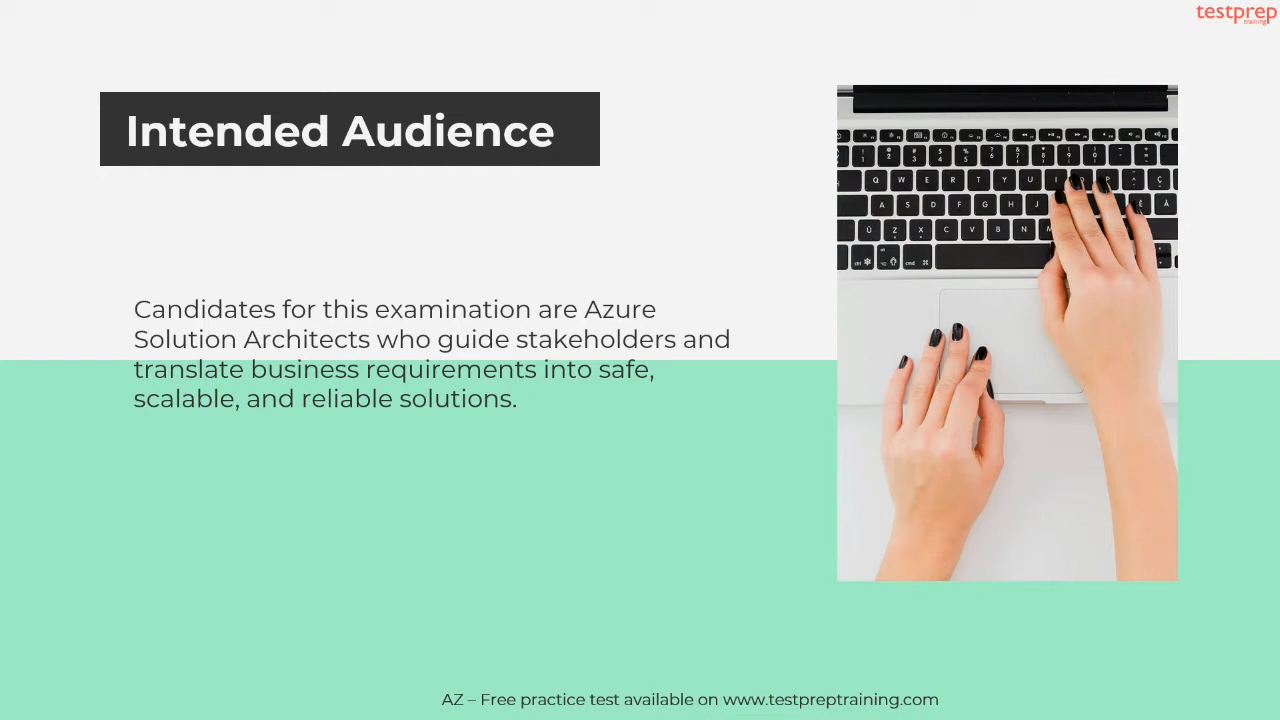 testprep
training
Intended Audience
Candidates for this examination are Azure
Solution Architects who guide stakeholders and
translate business requirements into safe,
scalable, and reliable solutions.
AZ – Free practice test available on www.testpreptraining.com